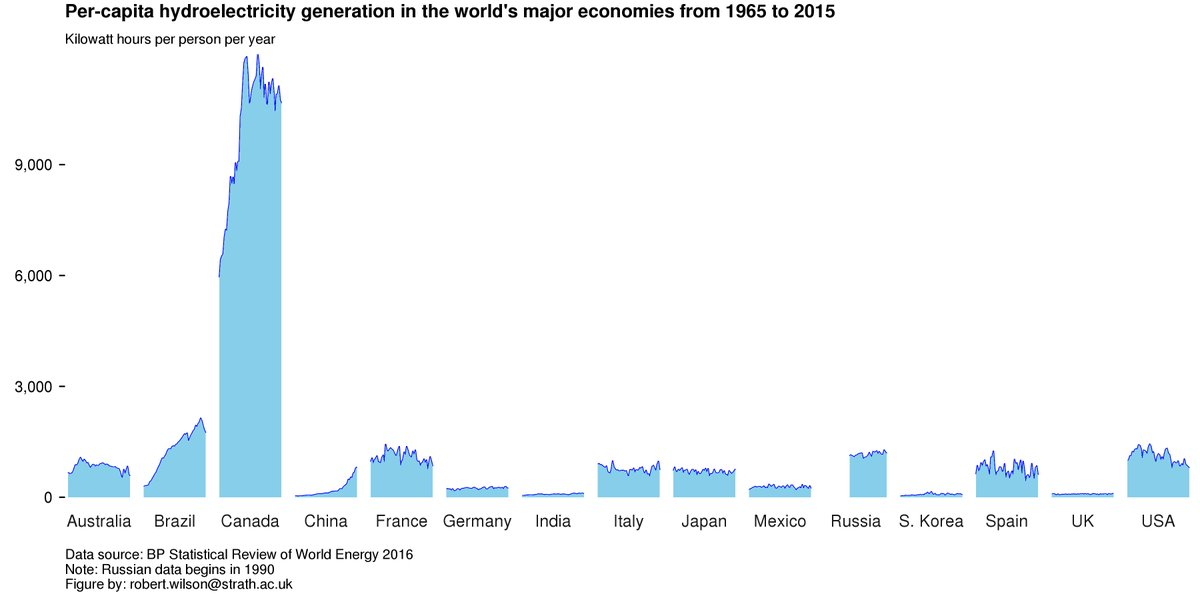 Per-capita hydroelectricity generation in the world's major economies from 1965 to 2015
Kilowatt hours per person per year
9,000
6,000
3,000
0
Australia Brazil Canada China France Germany India Italy Japan Mexico Russia S. Korea Spain UK USA
Data source: BP Statistical Review of World Energy 2016
Note: Russian data begins in 1990
Figure by: robert.wilson@strath.ac.uk